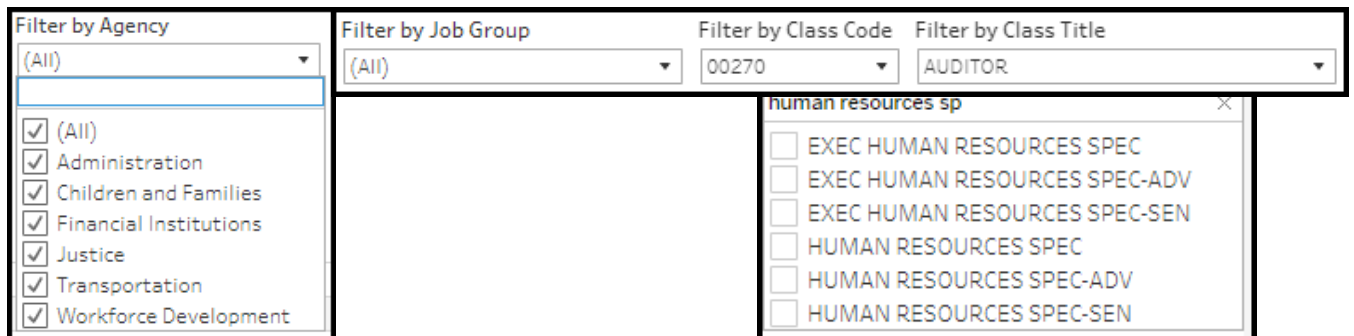 Filter by Agency
(All)
(All)
Administration
Children and Families
Financial Institutions
Justice
Transportation
Workforce Development
Filter by Job Group
(All)
Filter by Class Code
00270
Filter by Class Title
AUDITOR
human resources sp
EXEC HUMAN RESOURCES SPEC
EXEC HUMAN RESOURCES SPEC-ADV
EXEC HUMAN RESOURCES SPEC-SEN
HUMAN RESOURCES SPEC
HUMAN RESOURCES SPEC-ADV
HUMAN RESOURCES SPEC-SEN